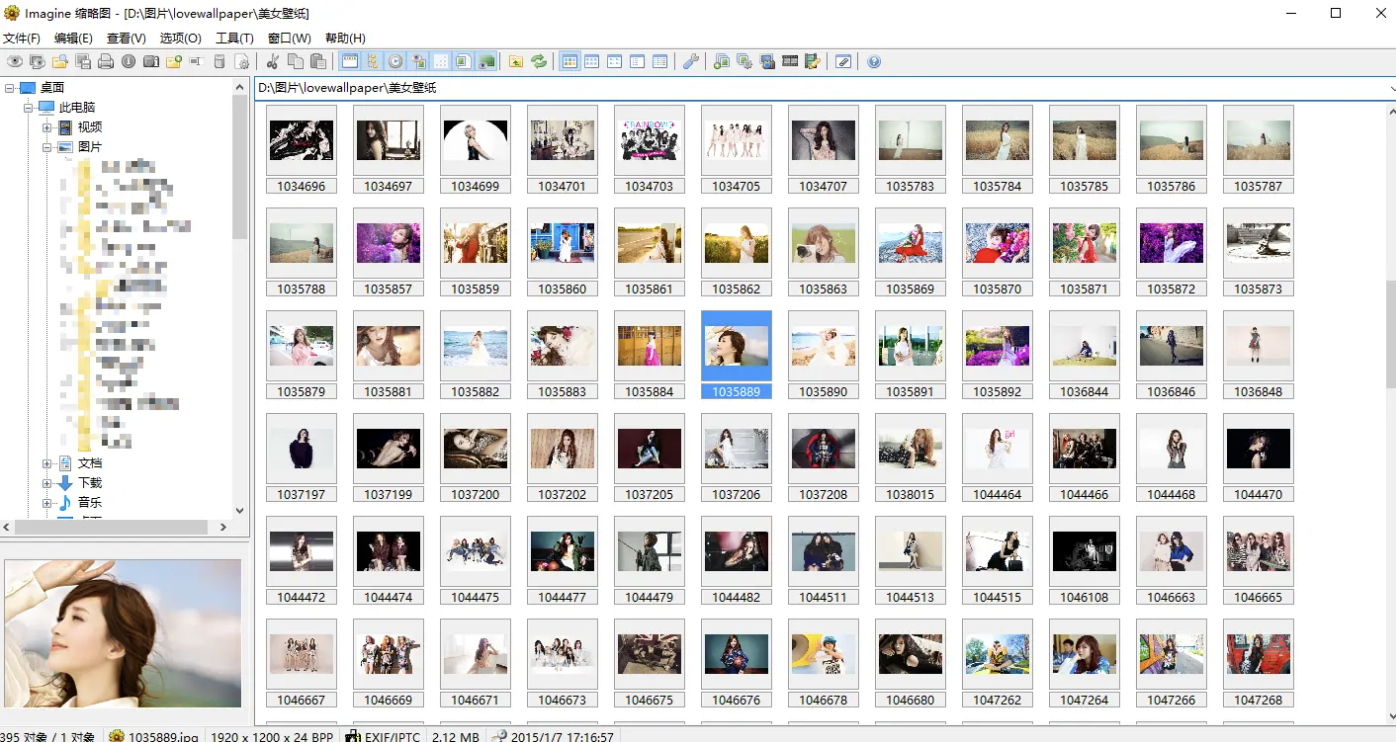 Imagine 缩略图 - [D:\图片\lovewallpaper\美女壁纸]
文件(F) 编辑(E) 查看(V) 选项(O) 工具(T) 窗口(W) 帮助(H)
桌面
此电脑
视频
图片
文档
下载
音乐
D:\图片\lovewallpaper\美女壁纸
RAINBOW
1034696 1034697 1034699 1034701 1034703 1034705 1034707 1035783 1035784 1035785 1035786 1035787
1035788 1035857 1035859 1035860 1035861 1035862 1035863 1035869 1035870 1035871 1035872 1035873
1035879 1035881 1035882 1035883 1035884 1035889 1035890 1035891 1035892 1036844 1036846 1036848
girl
1037197 1037199 1037200 1037202 1037205 1037206 1037208 1038015 1044464 1044466 1044468 1044470
1044472 1044474 1044475 1044477 1044479 1044482 1044511 1044513 1044515 1046108 1046663 1046665
1046667 1046669 1046671 1046673 1046675 1046676 1046678 1046680 1047262 1047264 1047266 1047268
395 对象 / 1 对象 1035889.jpg 1920 x 1200 x 24 BPP EXIF/IPTC 2.12 MB 2015/1/7 17:16:57